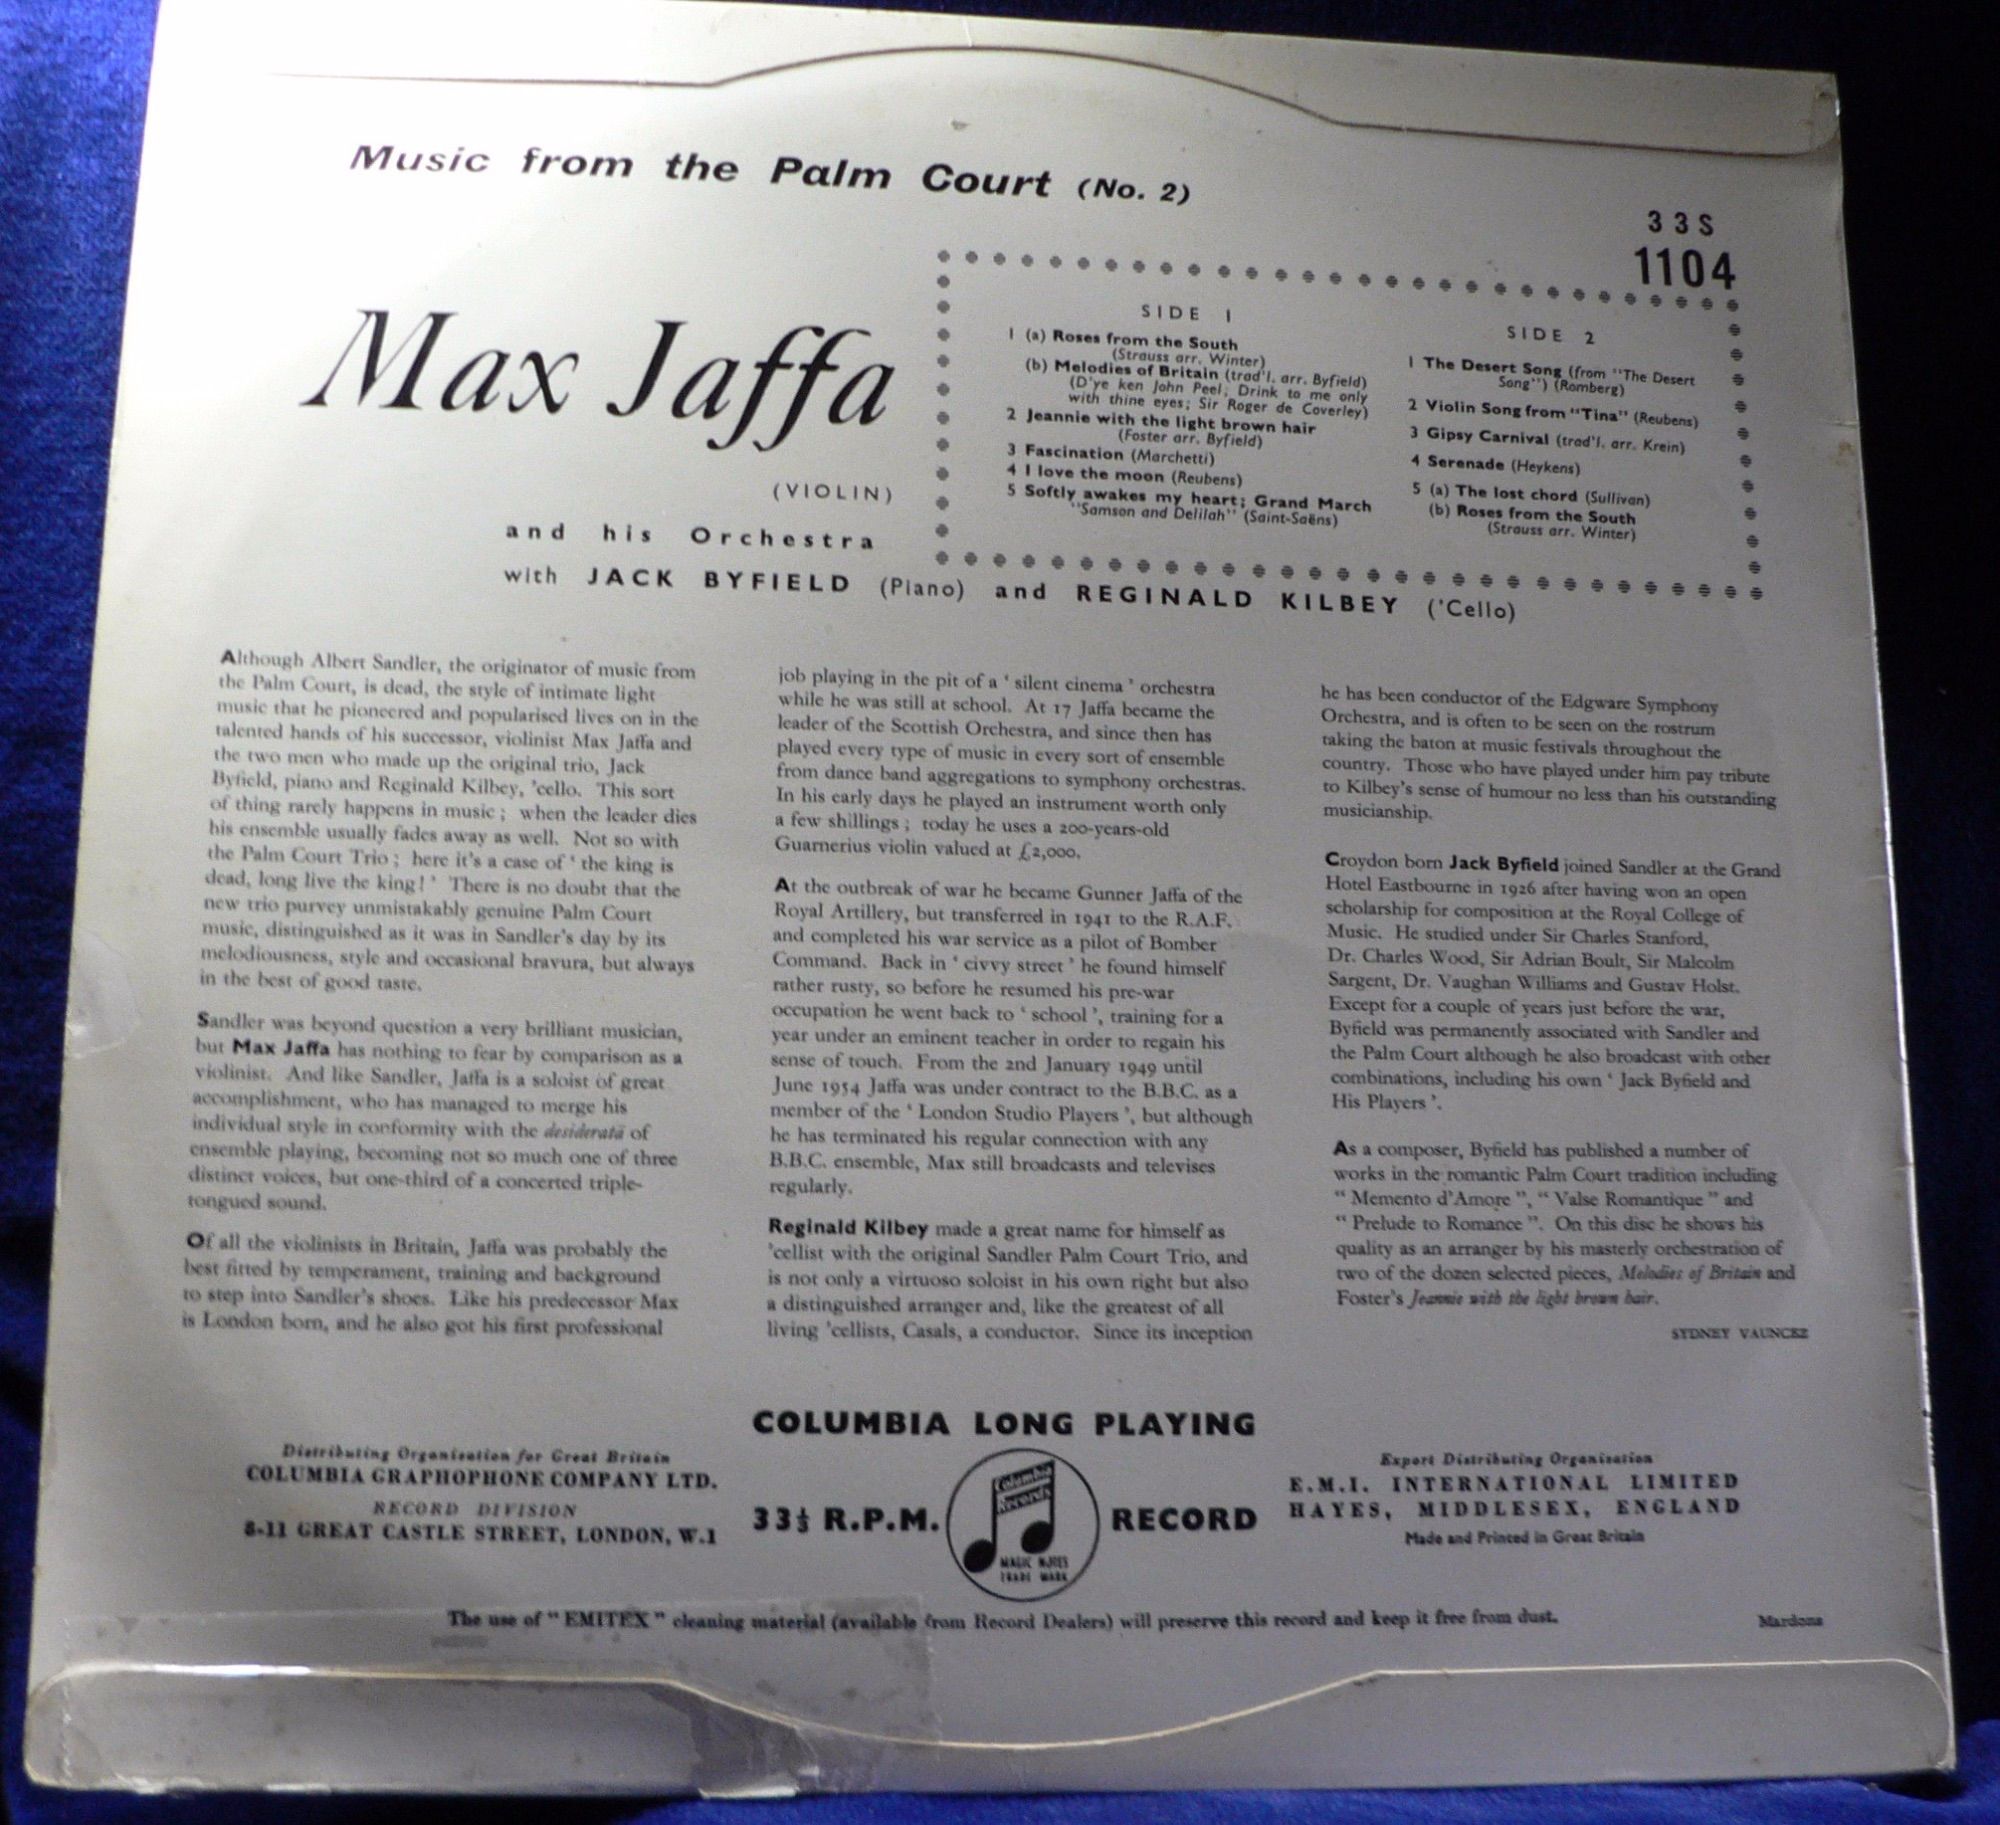 Music from the Palm Court (No. 2)
33S
1104
Max Jaffa
(VIOLIN)
and his Orchestra
with JACK BYFIELD (Piano) and REGINALD KILBEY ('Cello)
SIDE 1
1 (a) Roses from the South
(Strauss arr. Winter)
(b) Melodies of Britain (trad'l. arr. Byfield)
(D'ye ken John Peel; Drink to me only
with thine eyes; Sir Roger de Coverley)
2 Jeannie with the light brown hair
(Foster arr. Byfield)
3 Fascination (Marchetti)
4 I love the moon (Reubens)
5 Softly awakes my heart; Grand March
"Samson and Delilah" (Saint-Saëns)
SIDE 2
1 The Desert Song (from "The Desert
Song") (Romberg)
2 Violin Song from "Tina" (Reubens)
3 Gipsy Carnival (trad'l. arr. Krein)
4 Serenade (Heykens)
5 (a) The lost chord (Sullivan)
(b) Roses from the South
(Strauss arr. Winter)
Although Albert Sandler, the originator of music from
the Palm Court, is dead, the style of intimate light
music that he pioneered and popularised lives on in the
talented hands of his successor, violinist Max Jaffa and
the two men who made up the original trio, Jack
Byfield, piano and Reginald Kilbey, 'cello. This sort
of thing rarely happens in music; when the leader dies
his ensemble usually fades away as well. Not so with
the Palm Court Trio; here it's a case of ' the king is
dead, long live the king!' There is no doubt that the
new trio purvey unmistakably genuine Palm Court
music, distinguished as it was in Sandler's day by its
melodiousness, style and occasional bravura, but always
in the best of good taste.
Sandler was beyond question a very brilliant musician,
but Max Jaffa has nothing to fear by comparison as a
violinist. And like Sandler, Jaffa is a soloist of great
accomplishment, who has managed to merge his
individual style in conformity with the desiderata of
ensemble playing, becoming not so much one of three
distinct voices, but one-third of a concerted triple-
tongued sound.
Of all the violinists in Britain, Jaffa was probably the
best fitted by temperament, training and background
to step into Sandler's shoes. Like his predecessor Max
is London born, and he also got his first professional
job playing in the pit of a ' silent cinema ' orchestra
while he was still at school. At 17 Jaffa became the
leader of the Scottish Orchestra, and since then has
played every type of music in every sort of ensemble
from dance band aggregations to symphony orchestras.
In his early days he played an instrument worth only
a few shillings; today he uses a 200-years-old
Guarnerius violin valued at £2,000.
At the outbreak of war he became Gunner Jaffa of the
Royal Artillery, but transferred in 1941 to the R.A.F.
and completed his war service as a pilot of Bomber
Command. Back in ' civvy street ' he found himself
rather rusty, so before he resumed his pre-war
occupation he went back to ' school ', training for a
year under an eminent teacher in order to regain his
sense of touch. From the 2nd January 1949 until
June 1954 Jaffa was under contract to the B.B.C. as a
member of the ' London Studio Players ', but although
he has terminated his regular connection with any
B.B.C. ensemble, Max still broadcasts and televises
regularly.
Reginald Kilbey made a great name for himself as
'cellist with the original Sandler Palm Court Trio, and
is not only a virtuoso soloist in his own right but also
a distinguished arranger and, like the greatest of all
living 'cellists, Casals, a conductor. Since its inception
he has been conductor of the Edgware Symphony
Orchestra, and is often to be seen on the rostrum
taking the baton at music festivals throughout the
country. Those who have played under him pay tribute
to Kilbey's sense of humour no less than his outstanding
musicianship.
Croydon born Jack Byfield joined Sandler at the Grand
Hotel Eastbourne in 1926 after having won an open
scholarship for composition at the Royal College of
Music. He studied under Sir Charles Stanford,
Dr. Charles Wood, Sir Adrian Boult, Sir Malcolm
Sargent, Dr. Vaughan Williams and Gustav Holst.
Except for a couple of years just before the war,
Byfield was permanently associated with Sandler and
the Palm Court although he also broadcast with other
combinations, including his own ' Jack Byfield and
His Players '.
As a composer, Byfield has published a number of
works in the romantic Palm Court tradition including
" Memento d'Amore ", " Valse Romantique " and
" Prelude to Romance ". On this disc he shows his
quality as an arranger by his masterly orchestration of
two of the dozen selected pieces, Melodies of Britain and
Foster's Jeannie with the light brown hair.
SYDNEY VAUNCEZ
Distributing Organisation for Great Britain
COLUMBIA GRAPHOPHONE COMPANY LTD.
RECORD DIVISION
8-11 GREAT CASTLE STREET, LONDON, W.1
COLUMBIA LONG PLAYING
33⅓ R.P.M. RECORD
Columbia
Records
MAGIC NOTES
TRADE MARK
Export Distributing Organisation
E.M.I. INTERNATIONAL LIMITED
HAYES, MIDDLESEX, ENGLAND
Made and Printed in Great Britain
The use of " EMITEX " cleaning material (available from Record Dealers) will preserve this record and keep it free from dust.
Mardons